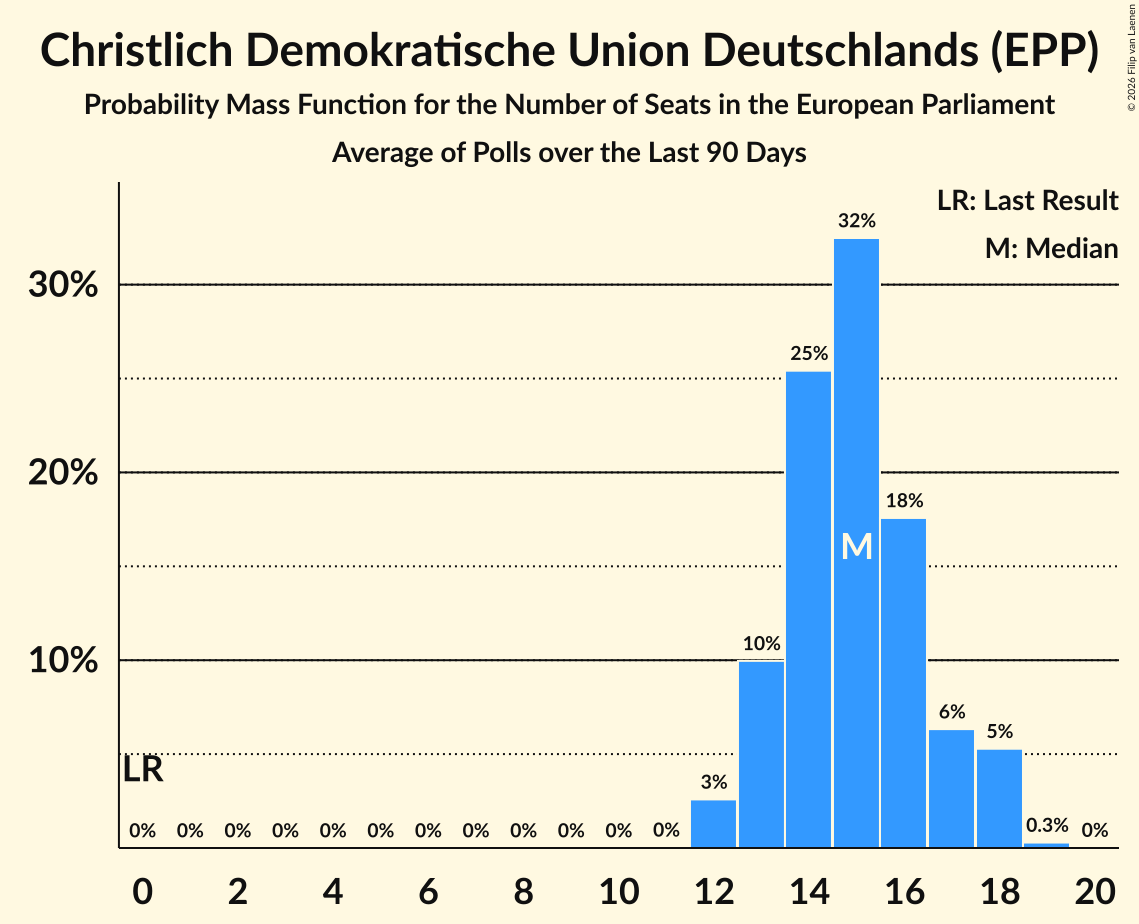 Christlich Demokratische Union Deutschlands (EPP)
Probability Mass Function for the Number of Seats in the European Parliament
Average of Polls over the Last 90 Days
© 2026 Filip van Laenen
LR: Last Result
M: Median
32%
30%
25%
20%
18%
M
10%
10%
6%
5%
LR
3%
0% 0% 0% 0% 0% 0% 0% 0% 0% 0% 0% 0% 0.3% 0%
0 2 4 6 8 10 12 14 16 18 20